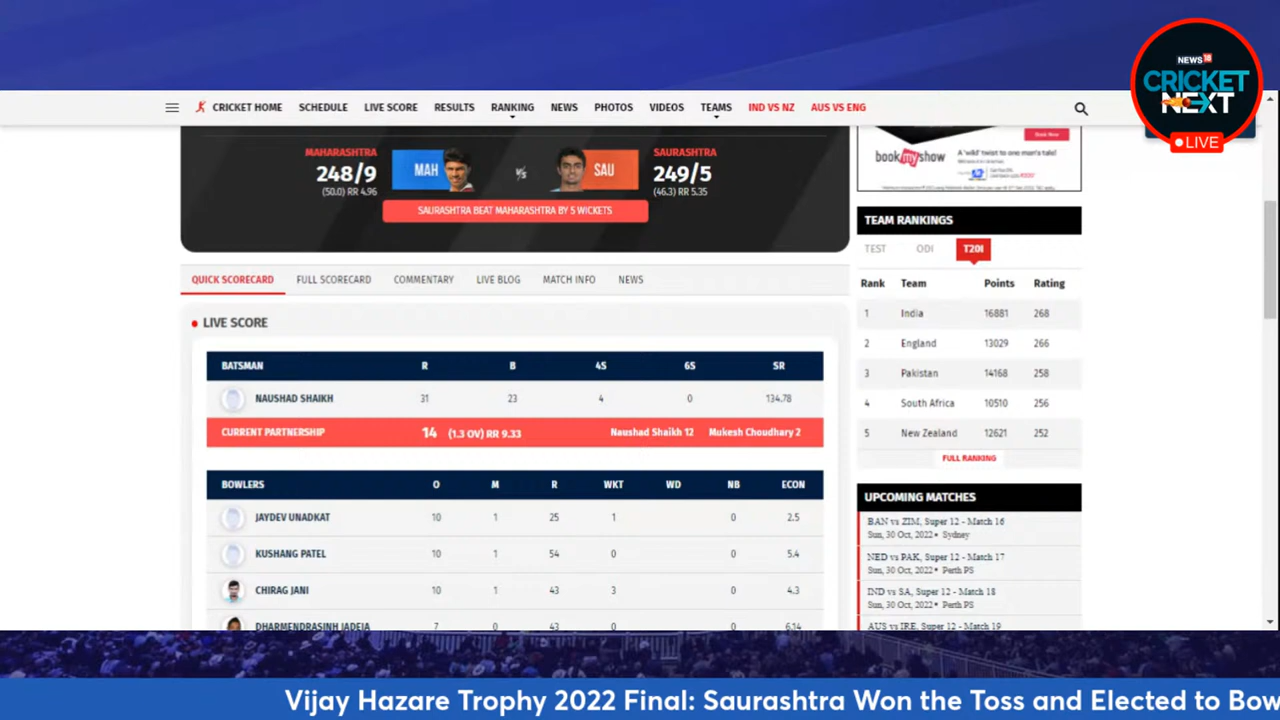 NEWS18
CRICKET
NEXT
LIVE
CRICKET HOME SCHEDULE LIVE SCORE RESULTS RANKING NEWS PHOTOS VIDEOS TEAMS IND VS NZ AUS VS ENG
MAHARASHTRA
248/9
(50.0) RR 4.96
MAH
VS
SAU
SAURASHTRA
249/5
(46.3) RR 5.35
SAURASHTRA BEAT MAHARASHTRA BY 5 WICKETS
Book Now
bookmyshow
A 'wild' twist to one man's tale!
QUICK SCORECARD FULL SCORECARD COMMENTARY LIVE BLOG MATCH INFO NEWS
LIVE SCORE
BATSMAN R B 4S 6S SR
NAUSHAD SHAIKH 31 23 4 0 134.78
CURRENT PARTNERSHIP 14 (1.3 OV) RR 9.33 Naushad Shaikh 12 Mukesh Choudhary 2
BOWLERS O M R WKT WD NB ECON
JAYDEV UNADKAT 10 1 25 1 0 2.5
KUSHANG PATEL 10 1 54 0 0 5.4
CHIRAG JANI 10 1 43 3 0 4.3
DHARMENDRASINH JADEJA 7 0 43 0 0 6.14
TEAM RANKINGS
TEST ODI T20I
Rank Team Points Rating
1 India 16881 268
2 England 13029 266
3 Pakistan 14168 258
4 South Africa 10510 256
5 New Zealand 12621 252
FULL RANKING
UPCOMING MATCHES
BAN vs ZIM, Super 12 - Match 16
Sun, 30 Oct, 2022• Sydney
NED vs PAK, Super 12 - Match 17
Sun, 30 Oct, 2022• Perth PS
IND vs SA, Super 12 - Match 18
Sun, 30 Oct, 2022• Perth PS
AUS vs IRE, Super 12 - Match 19
Vijay Hazare Trophy 2022 Final: Saurashtra Won the Toss and Elected to Bow